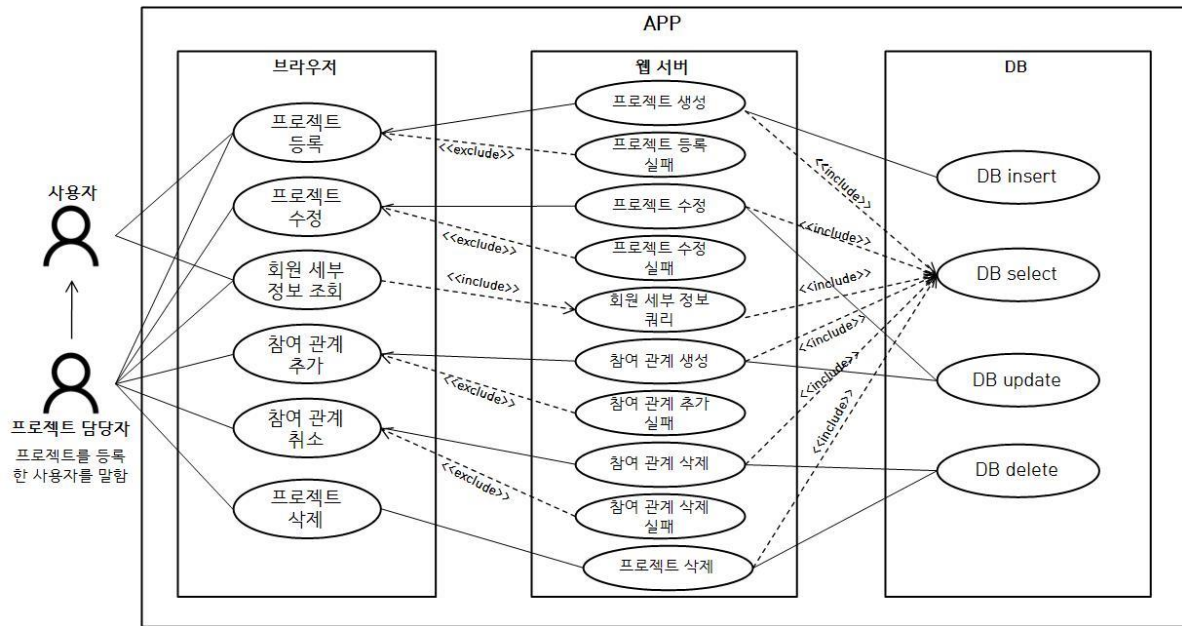 APP
브라우저
웹 서버
DB
사용자
프로젝트 담당자
프로젝트를 등록
한 사용자를 말함
프로젝트
등록
프로젝트
수정
회원 세부
정보 조회
참여 관계
추가
참여 관계
취소
프로젝트
삭제
<<exclude>>
<<exclude>>
<<include>>
<<exclude>>
<<exclude>>
프로젝트 생성
프로젝트 등록
실패
프로젝트 수정
프로젝트 수정
실패
회원 세부 정보
쿼리
참여 관계 생성
참여 관계 추가
실패
참여 관계 삭제
참여 관계 삭제
실패
프로젝트 삭제
<<include>>
<<include>>
<<include>>
<<include>>
<<include>>
<<include>>
DB insert
DB select
DB update
DB delete